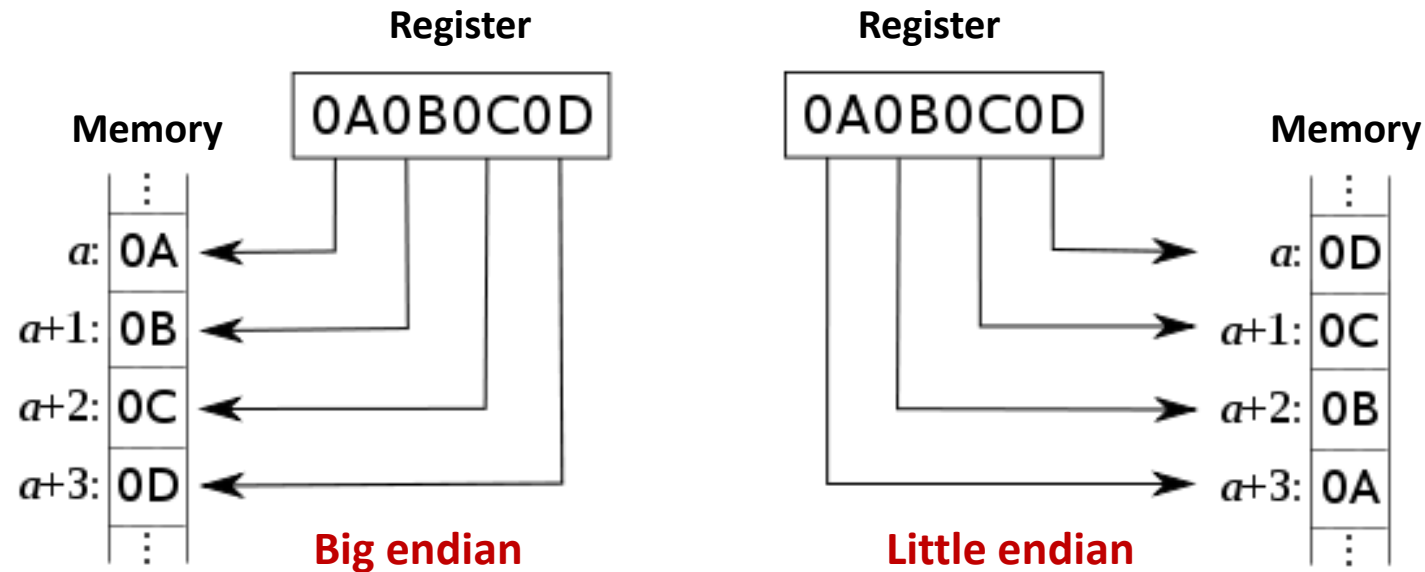 Register
Register
0A0B0C0D
0A0B0C0D
Memory
Memory
⋮
⋮
a: 0A
a: 0D
a+1: 0B
a+1: 0C
a+2: 0C
a+2: 0B
a+3: 0D
a+3: 0A
⋮
⋮
Big endian
Little endian